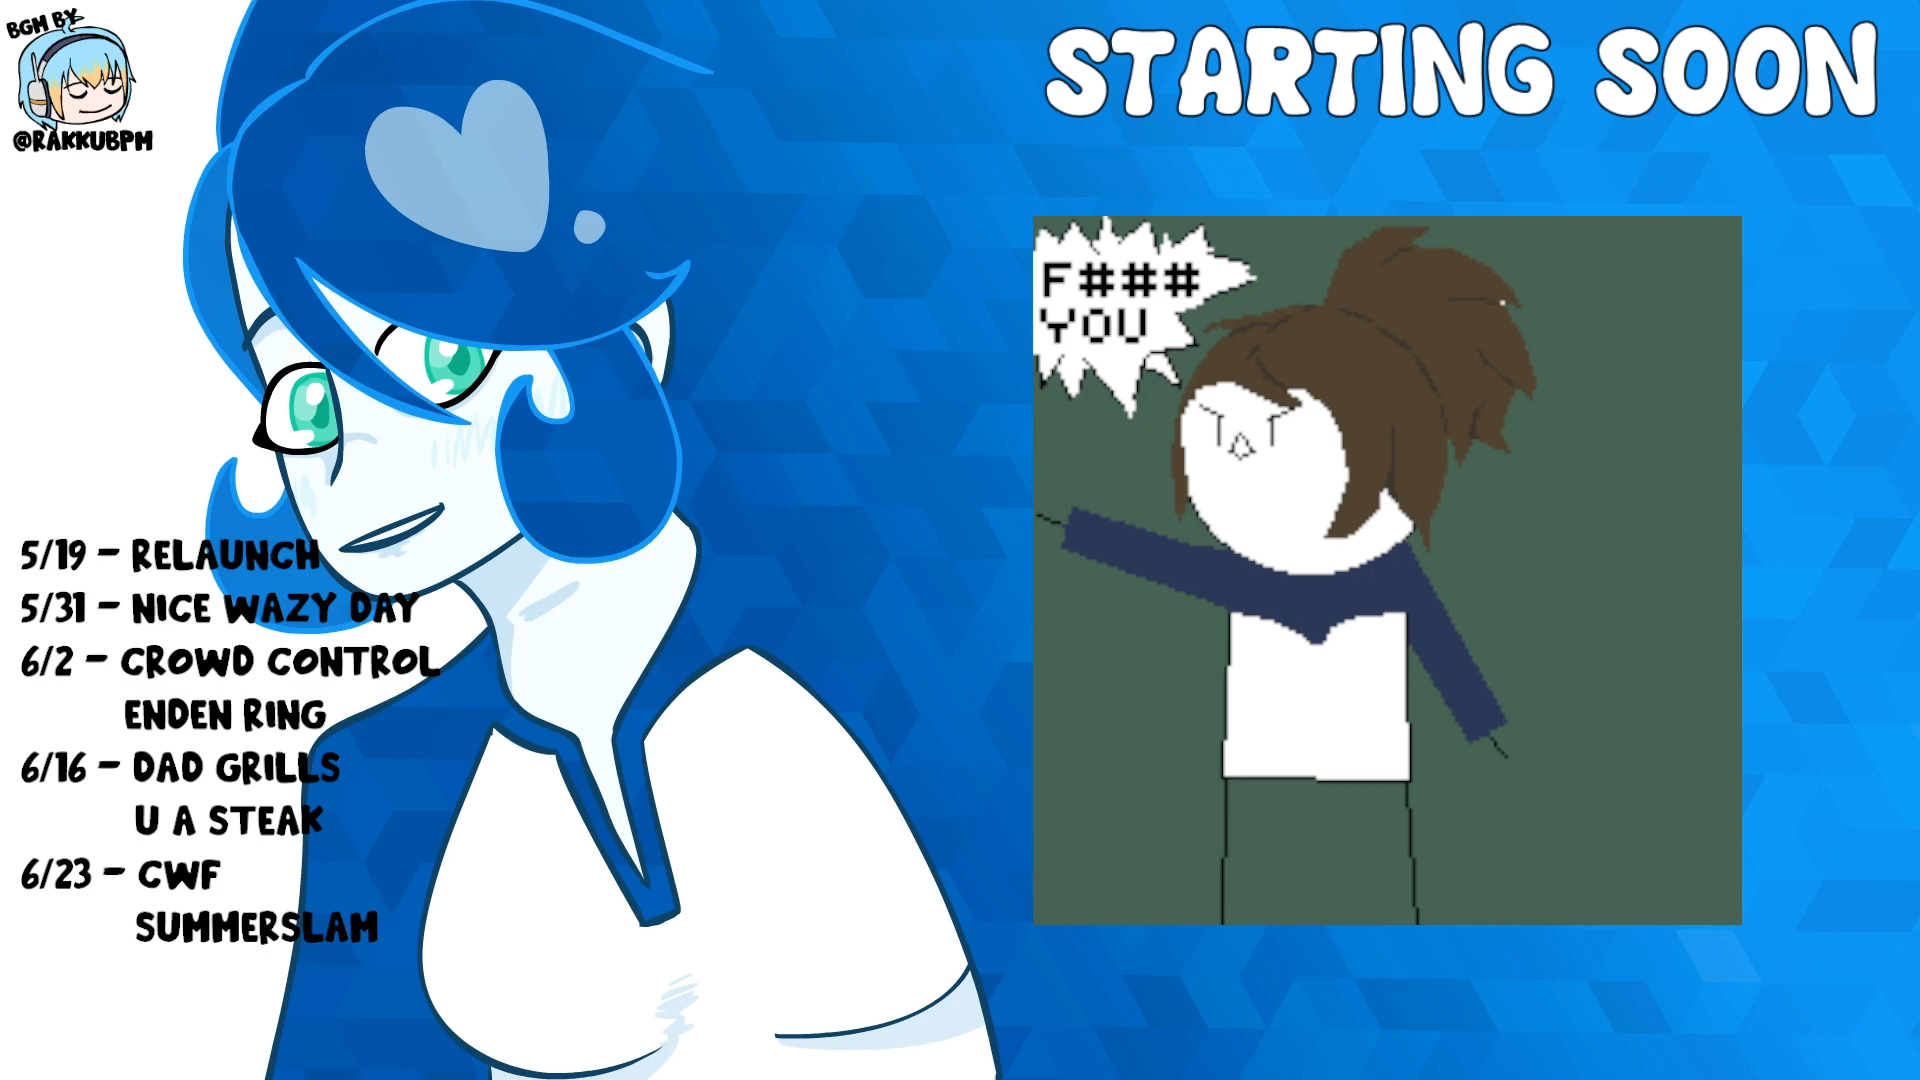 BGM BY
@RAKKUBPM
STARTING SOON
F###
YOU
5/19 - RELAUNCH
5/31 - NICE WAZY DAY
6/2 - CROWD CONTROL
ENDEN RING
6/16 - DAD GRILLS
U A STEAK
6/23 - CWF
SUMMERSLAM